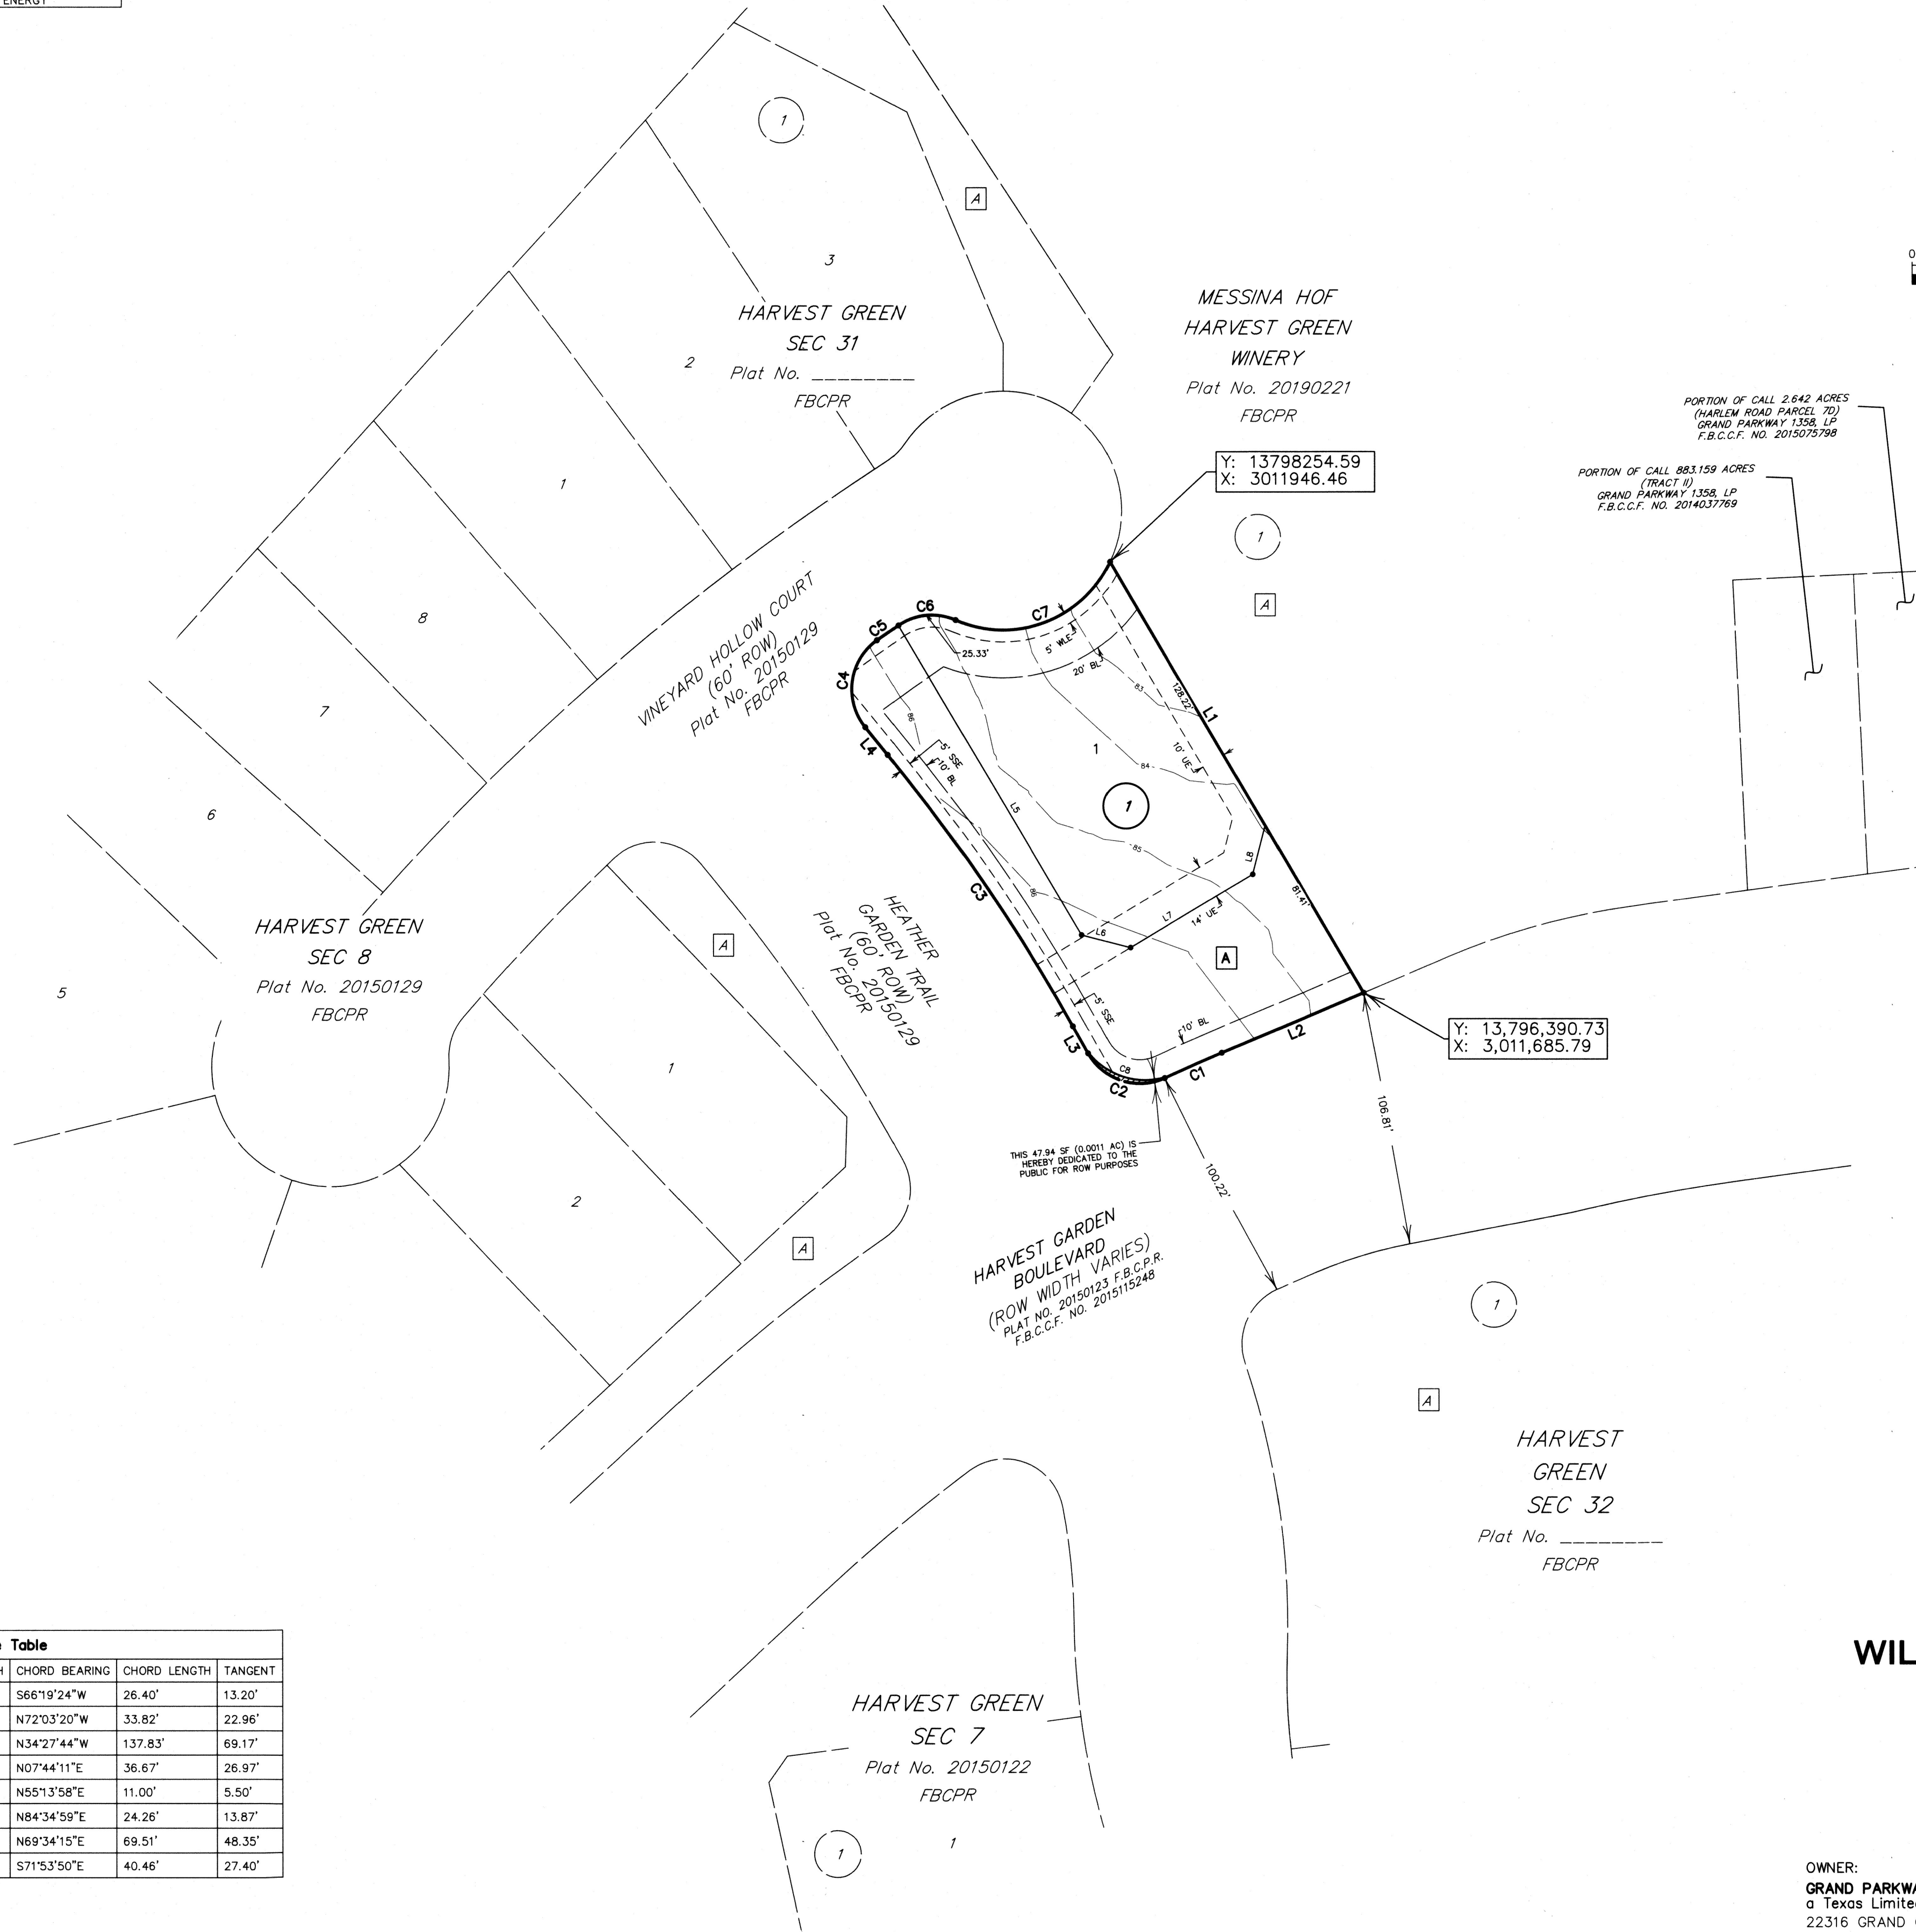 ENERGY
1
A
3
HARVEST GREEN
SEC 31
Plat No. ________
FBCPR
2
1
8
7
6
5
MESSINA HOF
HARVEST GREEN
WINERY
Plat No. 20190221
FBCPR
Y: 13798254.59
X: 3011946.46
1
A
0
PORTION OF CALL 2.642 ACRES
(HARLEM ROAD PARCEL 7D)
GRAND PARKWAY 1358, LP
F.B.C.C.F. NO. 2015075798
PORTION OF CALL 883.159 ACRES
(TRACT II)
GRAND PARKWAY 1358, LP
F.B.C.C.F. NO. 2014037769
VINEYARD HOLLOW COURT
(60' ROW)
Plat No. 20150129
FBCPR
C6
C5
C7
C4
L4
25.33'
5' WLE
20' BL
83
128.22'
L1
86
5' SSE
10' BL
1
10' UE
84
L5
1
85
L8
C3
86
81.41'
L7
14' UE
L6
A
5' SSE
L3
10' BL
L2
C8
C2
C1
Y: 13,796,390.73
X: 3,011,685.79
106.81'
100.22'
THIS 47.94 SF (0.0011 AC) IS
HEREBY DEDICATED TO THE
PUBLIC FOR ROW PURPOSES
HEATHER
GARDEN TRAIL
(60' ROW)
Plat No. 20150129
FBCPR
HARVEST GREEN
SEC 8
Plat No. 20150129
FBCPR
A
1
2
A
HARVEST GARDEN
BOULEVARD
(ROW WIDTH VARIES)
PLAT NO. 20150123 F.B.C.P.R.
F.B.C.C.F. NO. 2015115248
1
A
HARVEST
GREEN
SEC 32
Plat No. ________
FBCPR
HARVEST GREEN
SEC 7
Plat No. 20150122
FBCPR
1
1
Table
CHORD BEARING CHORD LENGTH TANGENT
S66°19'24"W 26.40' 13.20'
N72°03'20"W 33.82' 22.96'
N34°27'44"W 137.83' 69.17'
N07°44'11"E 36.67' 26.97'
N55°13'58"E 11.00' 5.50'
N84°34'59"E 24.26' 13.87'
N69°34'15"E 69.51' 48.35'
S71°53'50"E 40.46' 27.40'
WIL
OWNER:
GRAND PARKWA
a Texas Limite
22316 GRAND